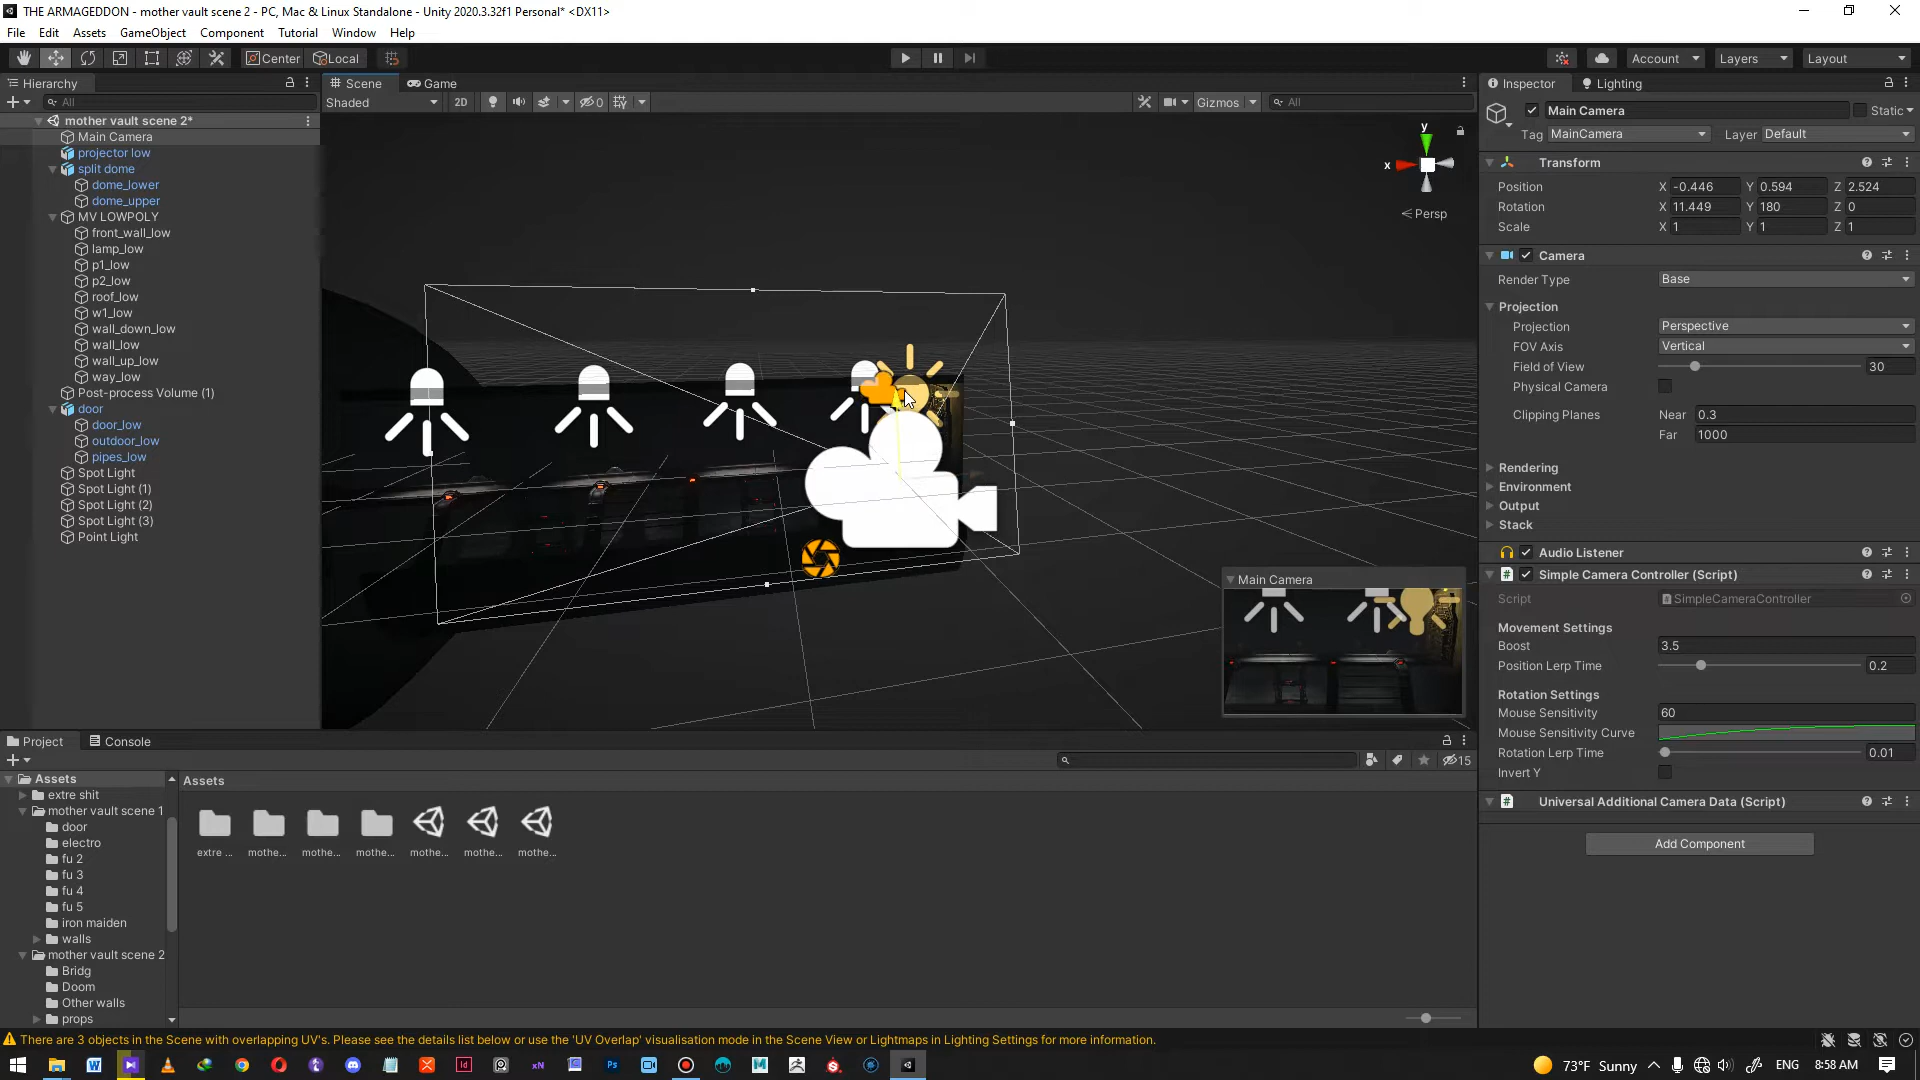 THE ARMAGEDDON - mother vault scene 2 - PC, Mac & Linux Standalone - Unity 2020.3.32f1 Personal* <DX11>
File Edit Assets GameObject Component Tutorial Window Help
Center Local Account Layers Layout
Hierarchy
All
mother vault scene 2*
Main Camera
projector low
split dome
dome_lower
dome_upper
MV LOWPOLY
front_wall_low
lamp_low
p1_low
p2_low
roof_low
w1_low
wall_down_low
wall_low
wall_up_low
way_low
Post-process Volume (1)
door
door_low
outdoor_low
pipes_low
Spot Light
Spot Light (1)
Spot Light (2)
Spot Light (3)
Point Light
Scene Game
Shaded 2D 0 Gizmos All
y
x
Persp
Main Camera
Inspector Lighting
Main Camera Static
Tag MainCamera Layer Default
Transform
Position X -0.446 Y 0.594 Z 2.524
Rotation X 11.449 Y 180 Z 0
Scale X 1 Y 1 Z 1
Camera
Render Type Base
Projection
Projection Perspective
FOV Axis Vertical
Field of View 30
Physical Camera
Clipping Planes Near 0.3
Far 1000
Rendering
Environment
Output
Stack
Audio Listener
Simple Camera Controller (Script)
Script SimpleCameraController
Movement Settings
Boost 3.5
Position Lerp Time 0.2
Rotation Settings
Mouse Sensitivity 60
Mouse Sensitivity Curve
Rotation Lerp Time 0.01
Invert Y
Universal Additional Camera Data (Script)
Add Component
Project Console
15
Assets
extre shit
mother vault scene 1
door
electro
fu 2
fu 3
fu 4
fu 5
iron maiden
walls
mother vault scene 2
Bridg
Doom
Other walls
props
Assets
extre ... mothe... mothe... mothe... mothe... mothe... mothe...
There are 3 objects in the Scene with overlapping UV's. Please see the details list below or use the 'UV Overlap' visualisation mode in the Scene View or Lightmaps in Lighting Settings for more information.
73°F Sunny ENG 8:58 AM